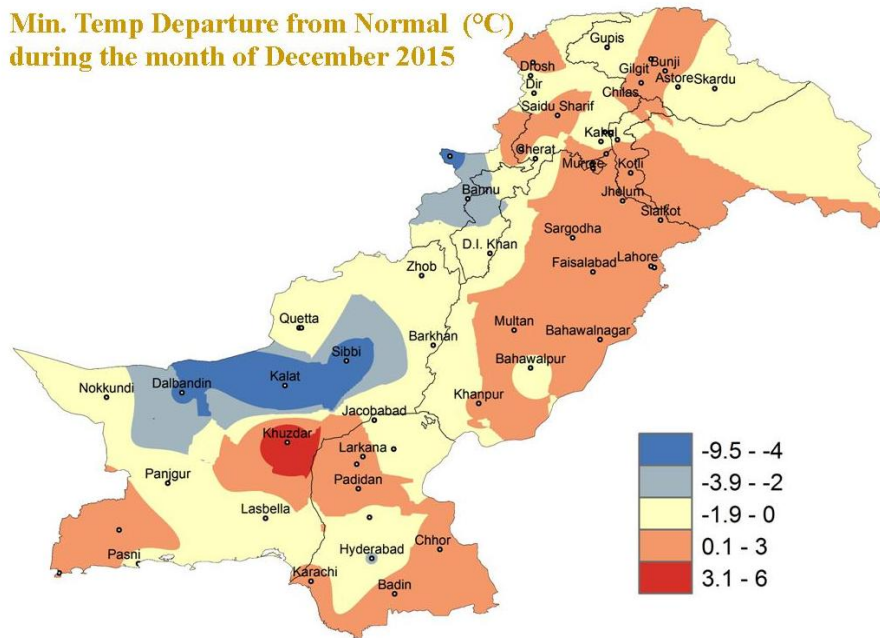 Min. Temp Departure from Normal (°C)
during the month of December 2015
Gupis
Drosh
Bunji
Gilgit
Astore Skardu
Dir
Chilas
Saidu Sharif
Kakul
Cherat
Murree
Kotli
Bannu
Jhelum
Sialkot
Sargodha
D.I. Khan
Lahore
Zhob
Faisalabad
Quetta
Multan
Bahawalnagar
Barkhan
Sibbi
Bahawalpur
Kalat
Dalbandin
Nokkundi
Khanpur
Jacobabad
Khuzdar
Larkana
Panjgur
Padidan
Lasbella
Chhor
Hyderabad
Pasni
Karachi
Badin
-9.5 - -4
-3.9 - -2
-1.9 - 0
0.1 - 3
3.1 - 6